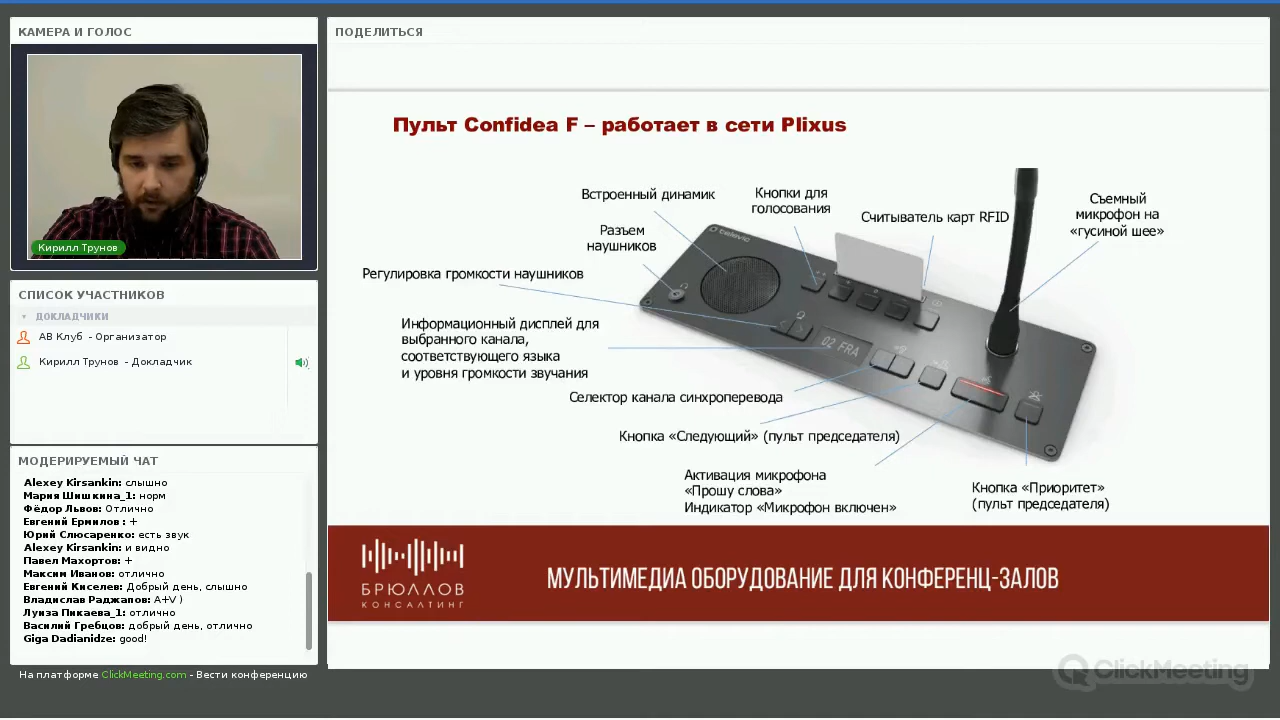 КАМЕРА И ГОЛОС
Кирилл Трунов
СПИСОК УЧАСТНИКОВ
ДОКЛАДЧИКИ
АВ Клуб - Организатор
Кирилл Трунов - Докладчик
МОДЕРИРУЕМЫЙ ЧАТ
Alexey Kirsankin: слышно
Мария Шишкина_1: норм
Фёдор Львов: Отлично
Евгений Ермилов : +
Юрий Слюсаренко: есть звук
Alexey Kirsankin: и видно
Павел Махортов: +
Максим Иванов: отлично
Евгений Киселев: Добрый день, слышно
Владислав Раджапов: A+V )
Луиза Пикаева_1: отлично
Василий Гребцов: добрый день, отлично
Giga Dadianidze: good!
На платформе ClickMeeting.com - Вести конференцию
ПОДЕЛИТЬСЯ
Пульт Confidea F – работает в сети Plixus
Встроенный динамик
Кнопки для
голосования
Считыватель карт RFID
Съемный
микрофон на
«гусиной шее»
Разъем
наушников
Регулировка громкости наушников
Информационный дисплей для
выбранного канала,
соответствующего языка
и уровня громкости звучания
televic
02 FRA
Селектор канала синхроперевода
Кнопка «Следующий» (пульт председателя)
Активация микрофона
«Прошу слова»
Индикатор «Микрофон включен»
Кнопка «Приоритет»
(пульт председателя)
БРЮЛЛОВ
КОНСАЛТИНГ
МУЛЬТИМЕДИА ОБОРУДОВАНИЕ ДЛЯ КОНФЕРЕНЦ-ЗАЛОВ
ClickMeeting